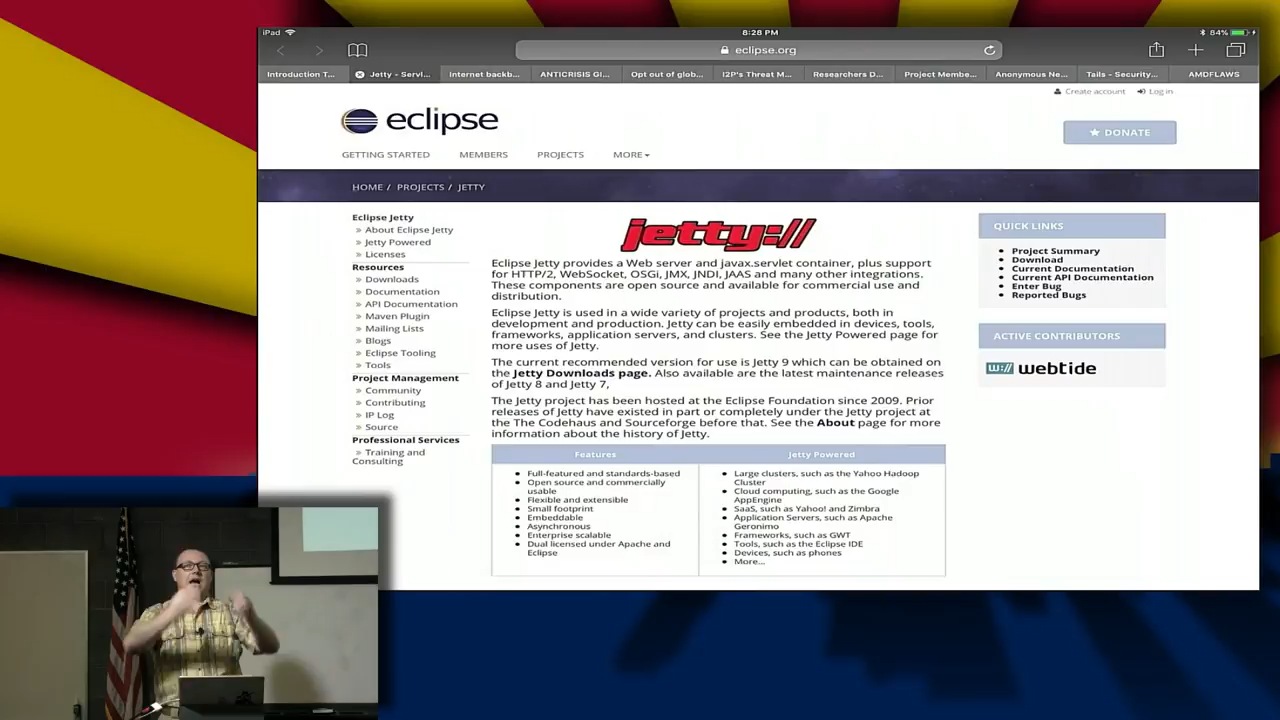 iPad
8:28 PM
84%
eclipse.org
Introduction T...
Jetty - Servi...
Internet backb...
ANTICRISIS GI...
Opt out of glob...
I2P's Threat M...
Researchers D...
Project Membe...
Anonymous Ne...
Tails - Security...
AMDFLAWS
Create account
Log in
eclipse
DONATE
GETTING STARTED
MEMBERS
PROJECTS
MORE
HOME / PROJECTS / JETTY
Eclipse Jetty
» About Eclipse Jetty
» Jetty Powered
» Licenses
Resources
» Downloads
» Documentation
» API Documentation
» Maven Plugin
» Mailing Lists
» Blogs
» Eclipse Tooling
» Tools
Project Management
» Community
» Contributing
» IP Log
» Source
Professional Services
» Training and
Consulting
jetty://
Eclipse Jetty provides a Web server and javax.servlet container, plus support
for HTTP/2, WebSocket, OSGi, JMX, JNDI, JAAS and many other integrations.
These components are open source and available for commercial use and
distribution.
Eclipse Jetty is used in a wide variety of projects and products, both in
development and production. Jetty can be easily embedded in devices, tools,
frameworks, application servers, and clusters. See the Jetty Powered page for
more uses of Jetty.
The current recommended version for use is Jetty 9 which can be obtained on
the Jetty Downloads page. Also available are the latest maintenance releases
of Jetty 8 and Jetty 7,
The Jetty project has been hosted at the Eclipse Foundation since 2009. Prior
releases of Jetty have existed in part or completely under the Jetty project at
the The Codehaus and Sourceforge before that. See the About page for more
information about the history of Jetty.
Features
Full-featured and standards-based
Open source and commercially
usable
Flexible and extensible
Small footprint
Embeddable
Asynchronous
Enterprise scalable
Dual licensed under Apache and
Eclipse
Jetty Powered
Large clusters, such as the Yahoo Hadoop
Cluster
Cloud computing, such as the Google
AppEngine
SaaS, such as Yahoo! and Zimbra
Application Servers, such as Apache
Geronimo
Frameworks, such as GWT
Tools, such as the Eclipse IDE
Devices, such as phones
More...
QUICK LINKS
Project Summary
Download
Current Documentation
Current API Documentation
Enter Bug
Reported Bugs
ACTIVE CONTRIBUTORS
w:// webtide